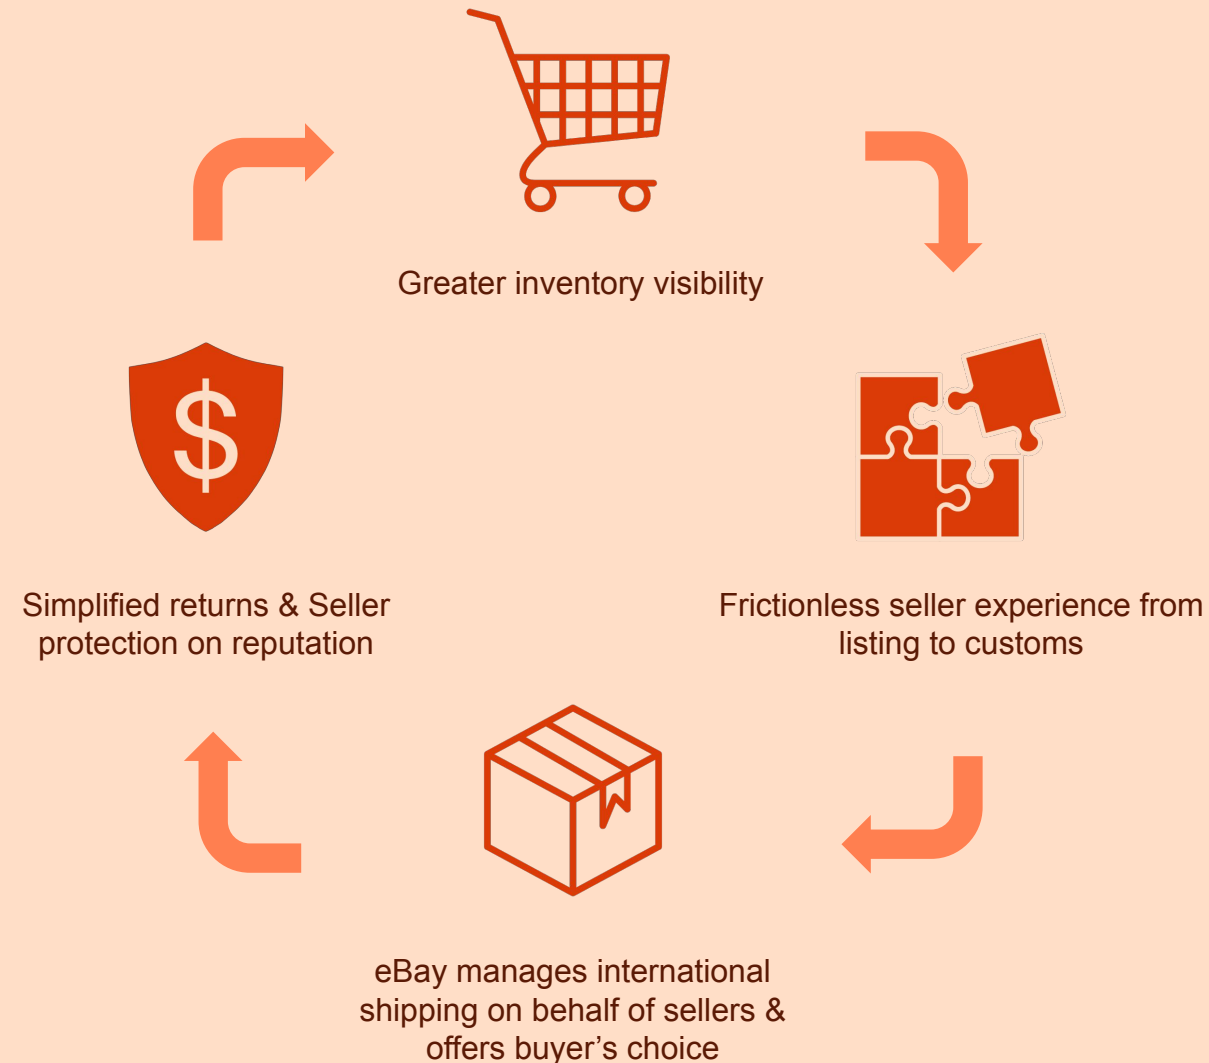 Greater inventory visibility
Simplified returns & Seller
protection on reputation
Frictionless seller experience from
listing to customs
eBay manages international
shipping on behalf of sellers &
offers buyer’s choice
$